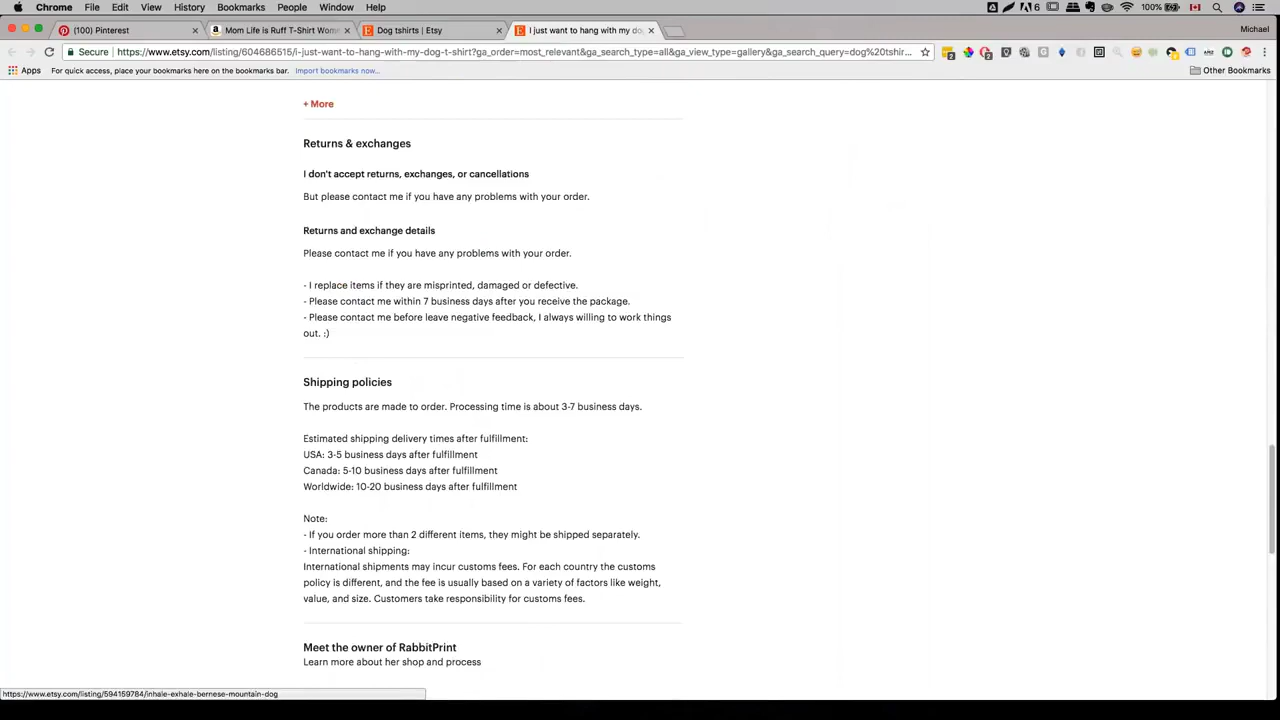 Chrome File Edit View History Bookmarks People Window Help 100%
(100) Pinterest
Mom Life is Ruff T-Shirt Wom
Dog tshirts | Etsy
I just want to hang with my do
Michael
Secure https://www.etsy.com/listing/604686515/i-just-want-to-hang-with-my-dog-t-shirt?ga_order=most_relevant&ga_search_type=all&ga_view_type=gallery&ga_search_query=dog%20tshir...
Apps For quick access, place your bookmarks here on the bookmarks bar. Import bookmarks now... Other Bookmarks
+ More
Returns & exchanges
I don't accept returns, exchanges, or cancellations
But please contact me if you have any problems with your order.
Returns and exchange details
Please contact me if you have any problems with your order.
- I replace items if they are misprinted, damaged or defective.
- Please contact me within 7 business days after you receive the package.
- Please contact me before leave negative feedback, I always willing to work things
out. :)
Shipping policies
The products are made to order. Processing time is about 3-7 business days.
Estimated shipping delivery times after fulfillment:
USA: 3-5 business days after fulfillment
Canada: 5-10 business days after fulfillment
Worldwide: 10-20 business days after fulfillment
Note:
- If you order more than 2 different items, they might be shipped separately.
- International shipping:
International shipments may incur customs fees. For each country the customs
policy is different, and the fee is usually based on a variety of factors like weight,
value, and size. Customers take responsibility for customs fees.
Meet the owner of RabbitPrint
Learn more about her shop and process
https://www.etsy.com/listing/594159784/inhale-exhale-bernese-mountain-dog